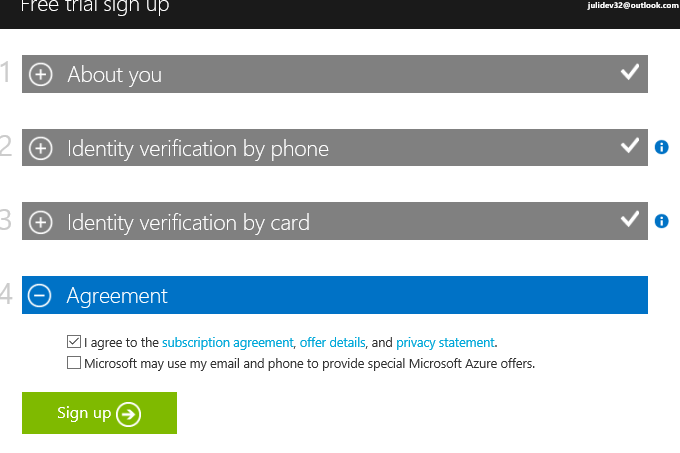 Free trial sign up
julidev32@outlook.com
1 About you
2 Identity verification by phone
3 Identity verification by card
4 Agreement
I agree to the subscription agreement, offer details, and privacy statement.
Microsoft may use my email and phone to provide special Microsoft Azure offers.
Sign up